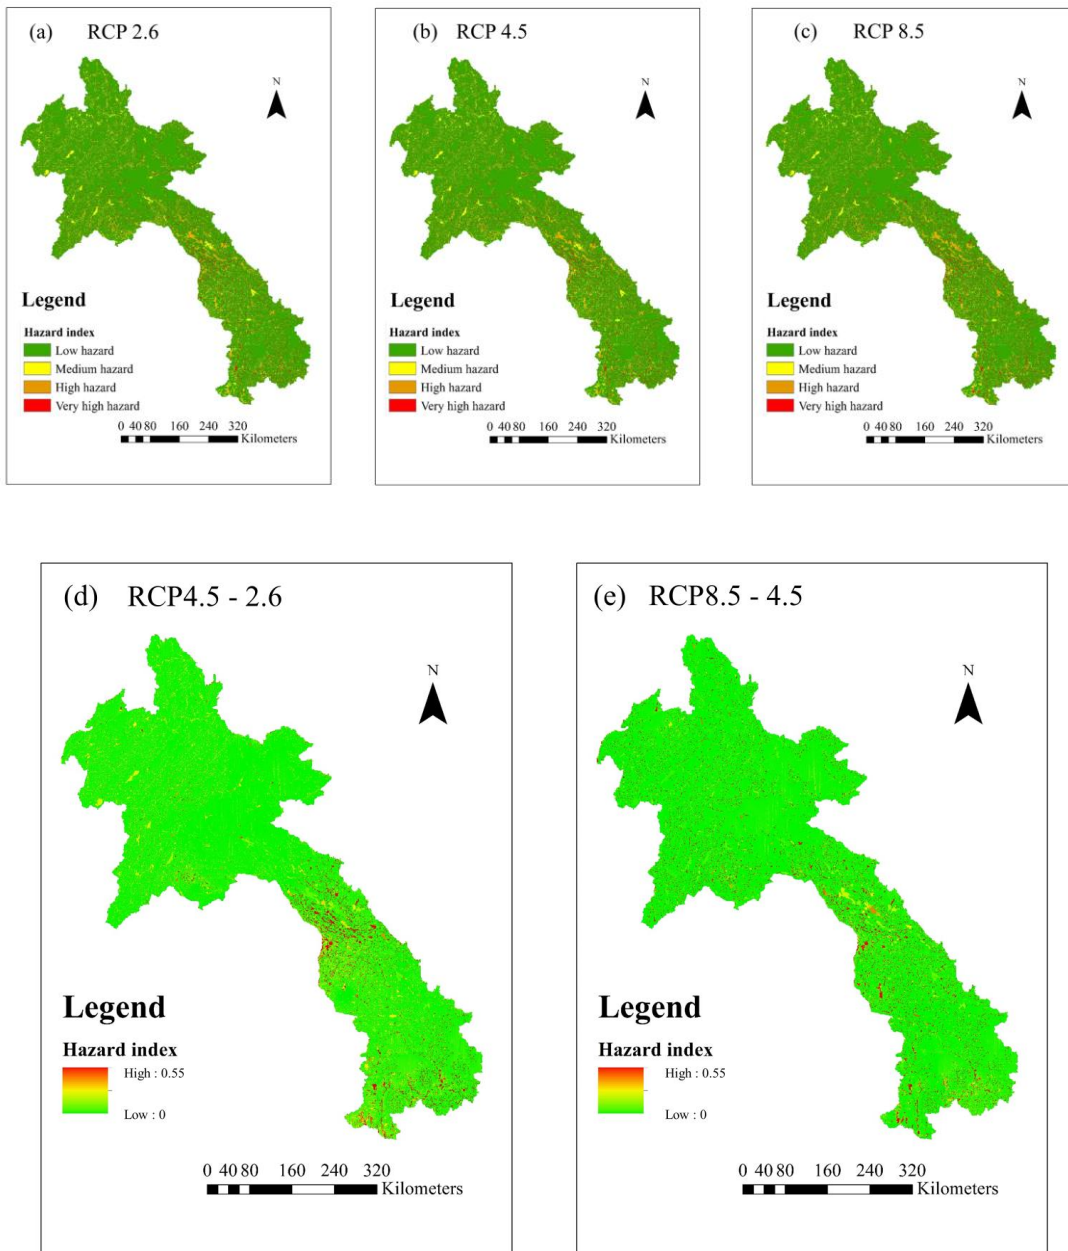 (a) RCP 2.6
N
Legend
Hazard index
Low hazard
Medium hazard
High hazard
Very high hazard
0 40 80 160 240 320
Kilometers
(b) RCP 4.5
N
Legend
Hazard index
Low hazard
Medium hazard
High hazard
Very high hazard
0 40 80 160 240 320
Kilometers
(c) RCP 8.5
N
Legend
Hazard index
Low hazard
Medium hazard
High hazard
Very high hazard
0 40 80 160 240 320
Kilometers
(d) RCP4.5 - 2.6
N
Legend
Hazard index
High : 0.55
Low : 0
0 40 80 160 240 320
Kilometers
(e) RCP8.5 - 4.5
N
Legend
Hazard index
High : 0.55
Low : 0
0 40 80 160 240 320
Kilometers